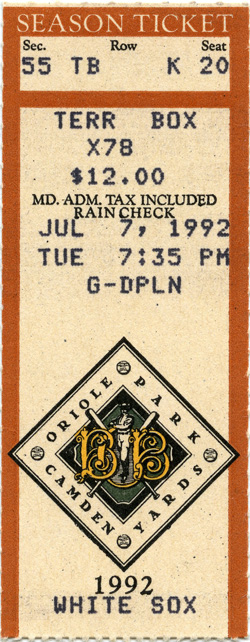 SEASON TICKET
Sec. Row Seat
55 TB K 20
TERR BOX
X78
$12.00
MD. ADM. TAX INCLUDED
RAIN CHECK
JUL 7, 1992
TUE 7:35 PM
G-DPLN
ORIOLE PARK
CAMDEN YARDS
1992
WHITE SOX